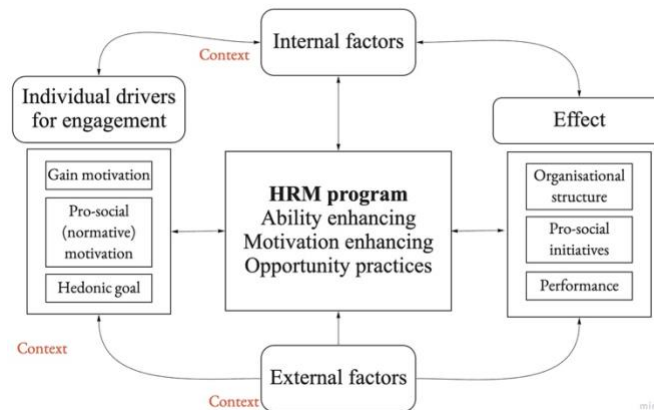 Internal factors
Context
Individual drivers
for engagement
Effect
Gain motivation
Pro-social
(normative)
motivation
Hedonic goal
HRM program
Ability enhancing
Motivation enhancing
Opportunity practices
Organisational
structure
Pro-social
initiatives
Performance
Context
External factors
Context